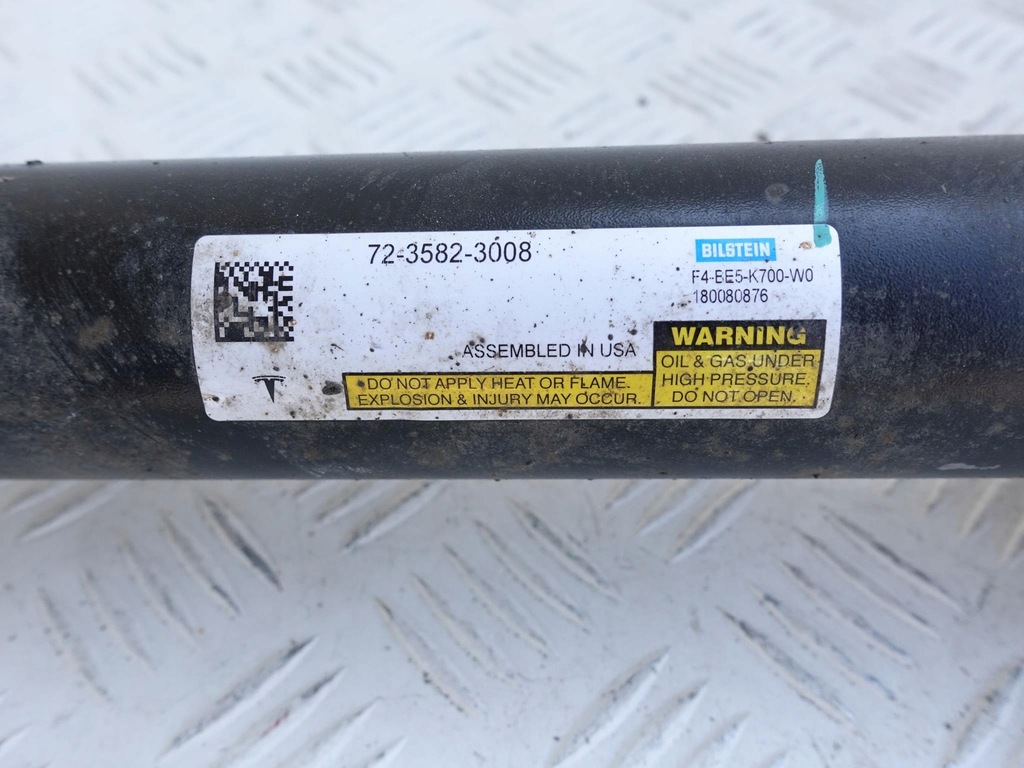 72-3582-3008
BILSTEIN
F4-BE5-K700-W0
180080876
ASSEMBLED IN USA
DO NOT APPLY HEAT OR FLAME.
EXPLOSION & INJURY MAY OCCUR.
WARNING
OIL & GAS UNDER
HIGH PRESSURE.
DO NOT OPEN.